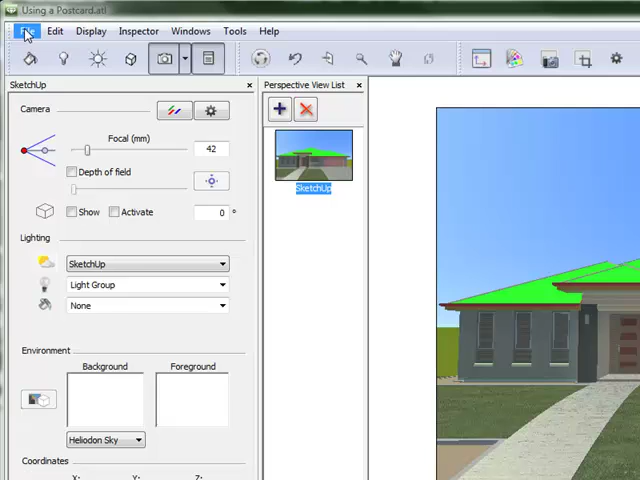 Using a Postcard.atl
File Edit Display Inspector Windows Tools Help
SketchUp
Perspective View List
Camera
Focal (mm)
42
Depth of field
Show Activate 0 °
SketchUp
Lighting
SketchUp
Light Group
None
Environment
Background Foreground
Heliodon Sky
Coordinates
X: Y: Z: